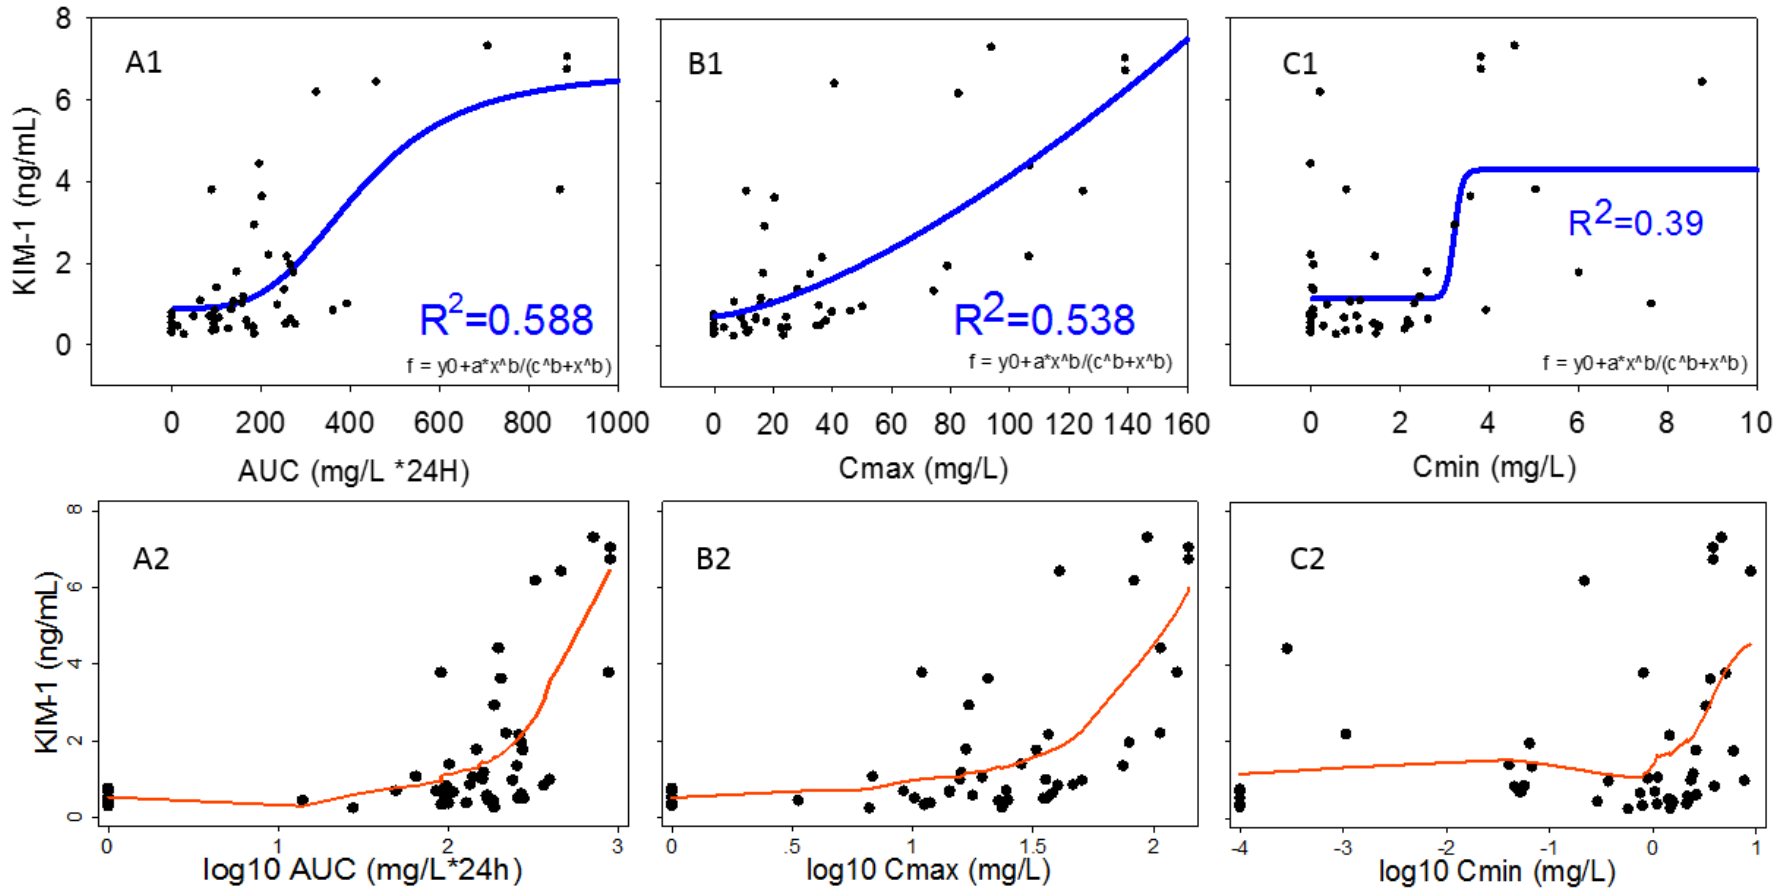 8
6
4
2
0
KIM-1 (ng/mL)
A1
R2=0.588
f = y0+a*x^b/(c^b+x^b)
0 200 400 600 800 1000
AUC (mg/L *24H)
B1
R2=0.538
f = y0+a*x^b/(c^b+x^b)
0 20 40 60 80 100 120 140 160
Cmax (mg/L)
C1
R2=0.39
f = y0+a*x^b/(c^b+x^b)
0 2 4 6 8 10
Cmin (mg/L)
8
6
4
2
0
KIM-1 (ng/mL)
A2
0 1 2 3
log10 AUC (mg/L*24h)
B2
0 .5 1 1.5 2
log10 Cmax (mg/L)
C2
-4 -3 -2 -1 0 1
log10 Cmin (mg/L)